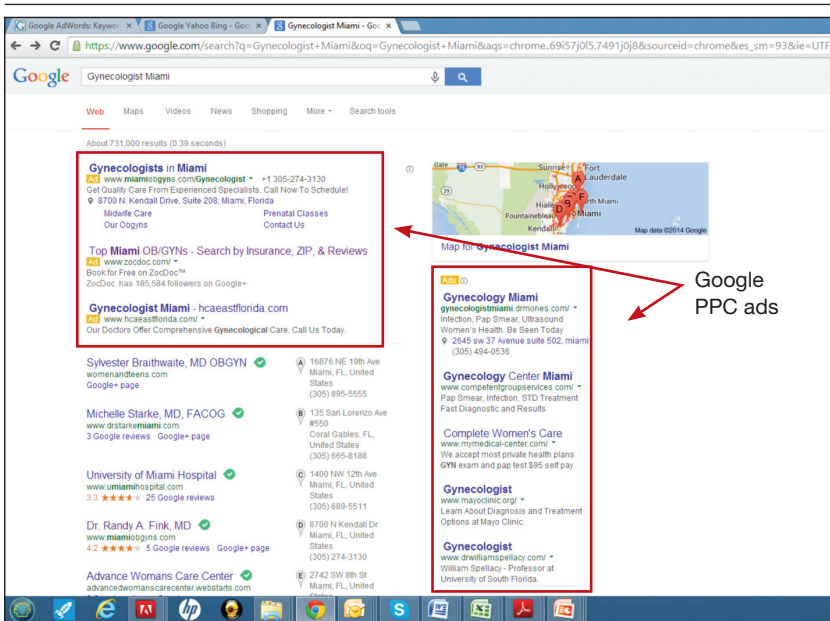 Google AdWords: Keywor
Google Yahoo Bing - Goo
Gynecologist Miami - Goo
https://www.google.com/search?q=Gynecologist+Miami&oq=Gynecologist+Miami&aqs=chrome..69i57j0l5.7491j0j8&sourceid=chrome&es_sm=93&ie=UTF
Google
Gynecologist Miami
Web Maps Videos News Shopping More Search tools
About 731,000 results (0.39 seconds)
Gynecologists in Miami
Ad www.miamiobgyns.com/Gynecologist +1 305-274-3130
Get Quality Care From Experienced Specialists. Call Now To Schedule!
8700 N. Kendall Drive, Suite 208, Miami, Florida
Midwife Care Prenatal Classes
Our Obgyns Contact Us
Top Miami OB/GYNs - Search by Insurance, ZIP, & Reviews
Ad www.zocdoc.com/
Book for Free on ZocDoc™
ZocDoc has 185,584 followers on Google+
Gynecologist Miami - hcaeastflorida.com
Ad www.hcaeastflorida.com/
Our Doctors Offer Comprehensive Gynecological Care. Call Us Today.
Sylvester Braithwaite, MD OBGYN
womenandteens.com
Google+ page
A 16876 NE 19th Ave
Miami, FL, United
States
(305) 895-5555
Michelle Starke, MD, FACOG
www.drstarkemiami.com
3 Google reviews · Google+ page
B 135 San Lorenzo Ave
#550
Coral Gables, FL,
United States
(305) 665-8188
University of Miami Hospital
www.umiamihospital.com
3.3 25 Google reviews
C 1400 NW 12th Ave
Miami, FL, United
States
(305) 689-5511
Dr. Randy A. Fink, MD
www.miamiobgyns.com
4.2 5 Google reviews · Google+ page
D 8700 N Kendall Dr
Miami, FL, United
States
(305) 274-3130
Advance Womans Care Center
advancedwomanscarecenter.webstarts.com
E 2742 SW 8th St
Miami, FL, United
Gate 75 93 Sunrise Fort
Lauderdale
A
29
Hollywood
Hiale
E F
B
D
rth Miami
Fountainebleau
Miami
Kendall
Map data ©2014 Google
Map for Gynecologist Miami
Ads
Gynecology Miami
gynecologistmiami.drmones.com/
Infection, Pap Smear, Ultrasound
Women's Health. Be Seen Today
2645 sw 37 Avenue suite 502, miami
(305) 494-0536
Gynecology Center Miami
www.competentgroupservices.com/
Pap Smear, Infection, STD Treatment
Fast Diagnostic and Results
Complete Women's Care
www.mymedical-center.com/
We accept most private health plans
GYN exam and pap test $95 self pay
Gynecologist
www.mayoclinic.org/
Learn About Diagnosis and Treatment
Options at Mayo Clinic.
Gynecologist
www.drwilliamspellacy.com/
William Spellacy - Professor at
University of South Florida.
Google
PPC ads